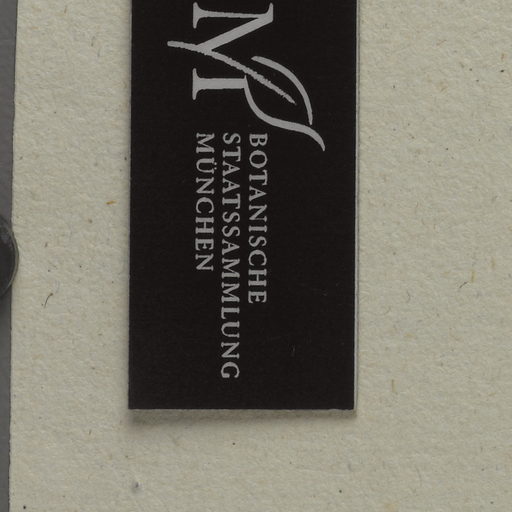 M
BOTANISCHE
STAATSSAMMLUNG
MÜNCHEN